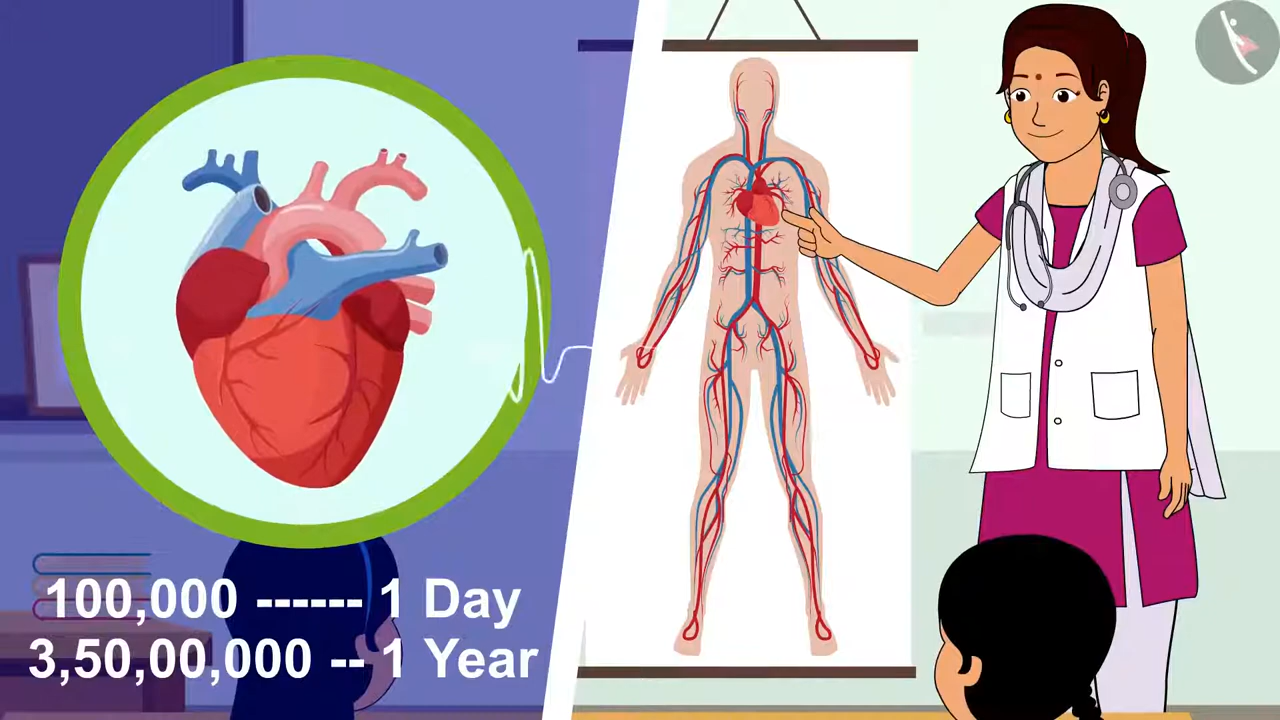 100,000 ------ 1 Day
3,50,00,000 -- 1 Year